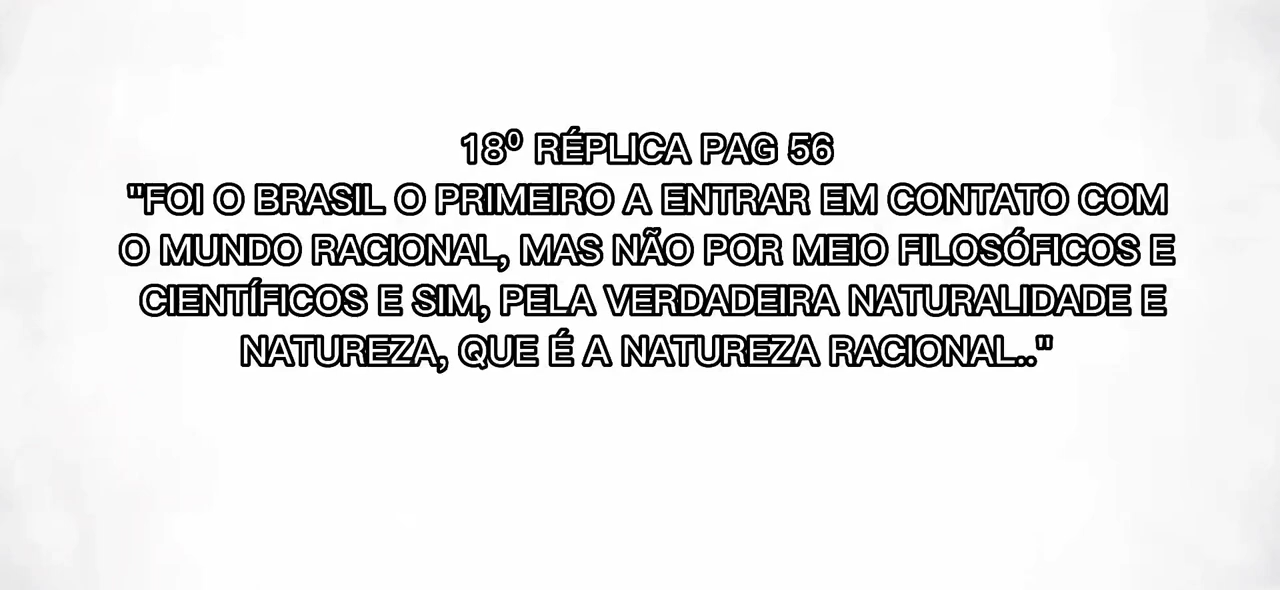 18º RÉPLICA PAG 56
"FOI O BRASIL O PRIMEIRO A ENTRAR EM CONTATO COM
O MUNDO RACIONAL, MAS NÃO POR MEIO FILOSÓFICOS E
CIENTÍFICOS E SIM, PELA VERDADEIRA NATURALIDADE E
NATUREZA, QUE É A NATUREZA RACIONAL.."